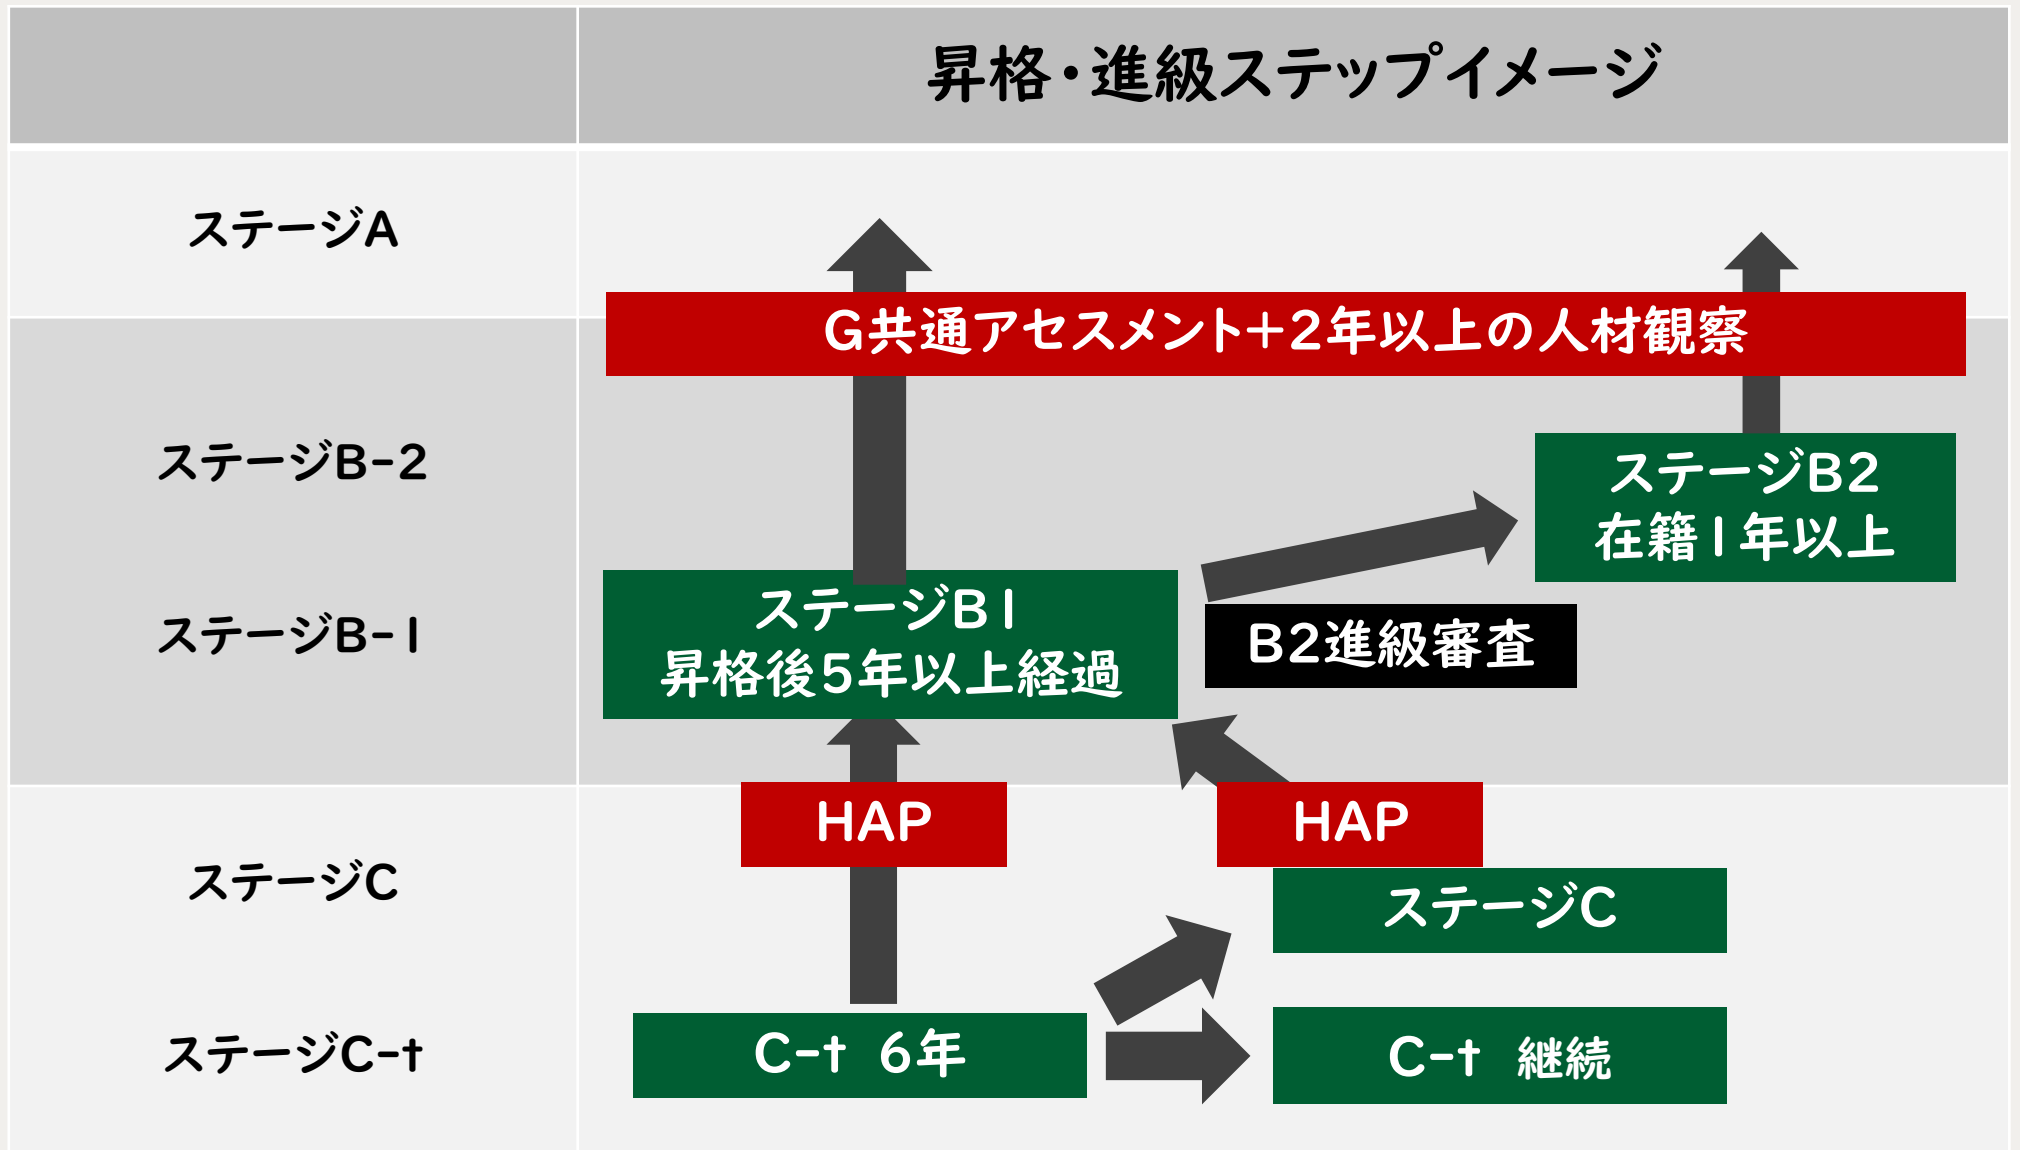 昇格・進級ステップイメージ
ステージA
G共通アセスメント+2年以上の人材観察
ステージB-2
ステージB2
在籍1年以上
ステージB-1
ステージB1
昇格後5年以上経過
B2進級審査
HAP
HAP
ステージC
ステージC
ステージC-t
C-t 6年
C-t 継続